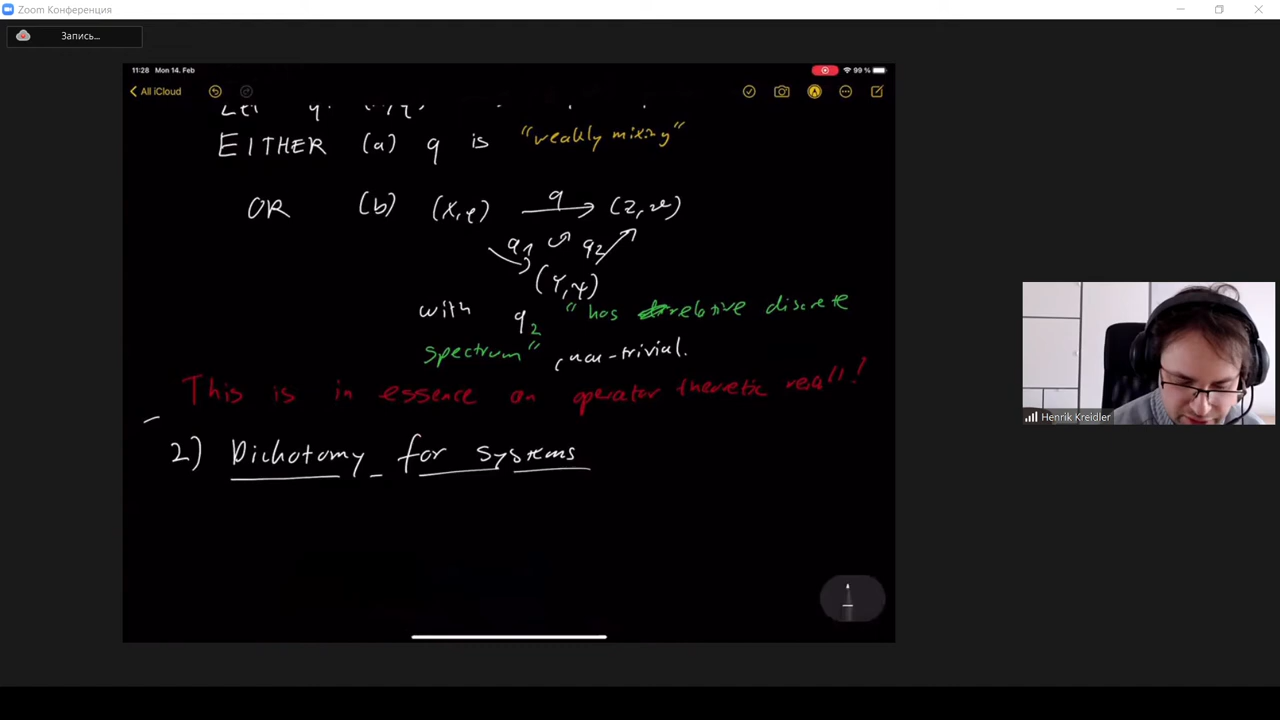 Zoom Конференция
Запись...
11:28 Mon 14. Feb
99 %
All iCloud
EITHER (a) q is "weakly mixing"
OR (b) (X,φ) q (Z,ϑ)
q1 q2
(Y,ψ)
with q2 "has relative discrete
spectrum", non-trivial.
This is in essence an operator theoretic result!
2) Dichotomy for systems
Henrik Kreidler